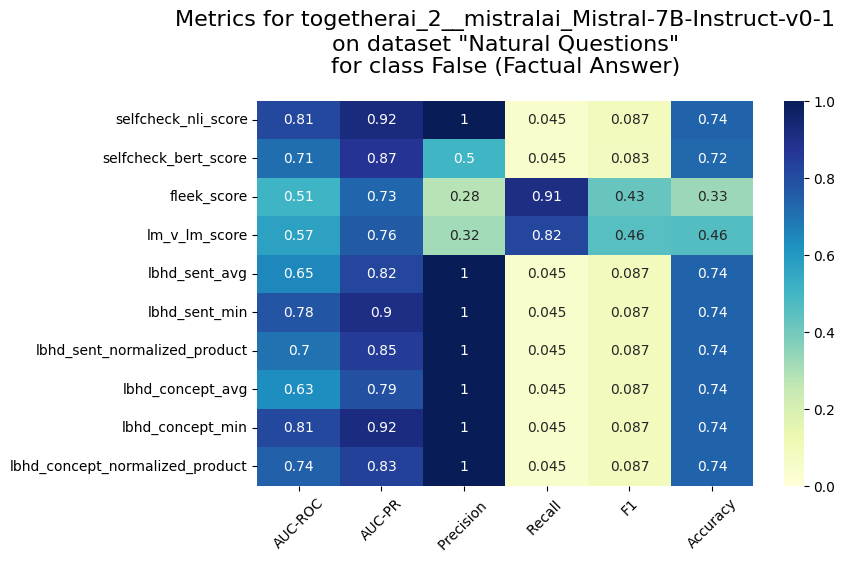 Metrics for togetherai_2__mistralai_Mistral-7B-Instruct-v0-1
on dataset "Natural Questions"
for class False (Factual Answer)
selfcheck_nli_score 0.81 0.92 1 0.045 0.087 0.74
selfcheck_bert_score 0.71 0.87 0.5 0.045 0.083 0.72
fleek_score 0.51 0.73 0.28 0.91 0.43 0.33
lm_v_lm_score 0.57 0.76 0.32 0.82 0.46 0.46
lbhd_sent_avg 0.65 0.82 1 0.045 0.087 0.74
lbhd_sent_min 0.78 0.9 1 0.045 0.087 0.74
lbhd_sent_normalized_product 0.7 0.85 1 0.045 0.087 0.74
lbhd_concept_avg 0.63 0.79 1 0.045 0.087 0.74
lbhd_concept_min 0.81 0.92 1 0.045 0.087 0.74
lbhd_concept_normalized_product 0.74 0.83 1 0.045 0.087 0.74
AUC-ROC AUC-PR Precision Recall F1 Accuracy
1.0
0.8
0.6
0.4
0.2
0.0